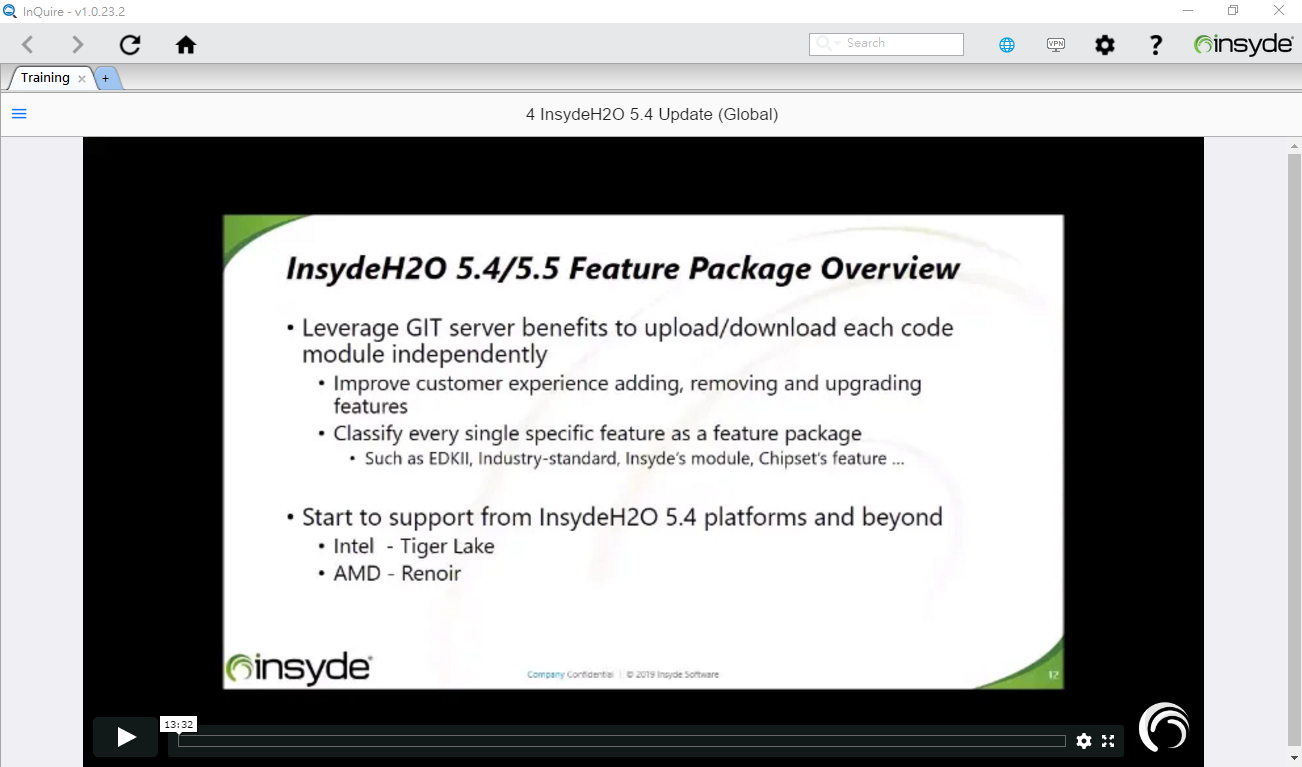 InQuire - v1.0.23.2
Search
VPN
?
insyde
Training
+
4 InsydeH2O 5.4 Update (Global)
InsydeH2O 5.4/5.5 Feature Package Overview
• Leverage GIT server benefits to upload/download each code
module independently
• Improve customer experience adding, removing and upgrading
features
• Classify every single specific feature as a feature package
• Such as EDKII, Industry-standard, Insyde's module, Chipset's feature ...
• Start to support from InsydeH2O 5.4 platforms and beyond
• Intel - Tiger Lake
• AMD - Renoir
insyde
Company Confidential | © 2019 Insyde Software
12
13:32